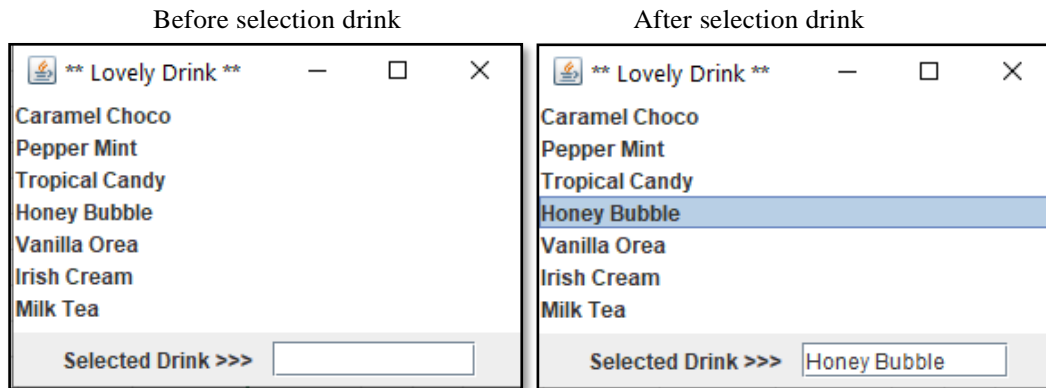 Before selection drink
After selection drink
** Lovely Drink **
Caramel Choco
Pepper Mint
Tropical Candy
Honey Bubble
Vanilla Orea
Irish Cream
Milk Tea
Selected Drink >>>
** Lovely Drink **
Caramel Choco
Pepper Mint
Tropical Candy
Honey Bubble
Vanilla Orea
Irish Cream
Milk Tea
Selected Drink >>> Honey Bubble